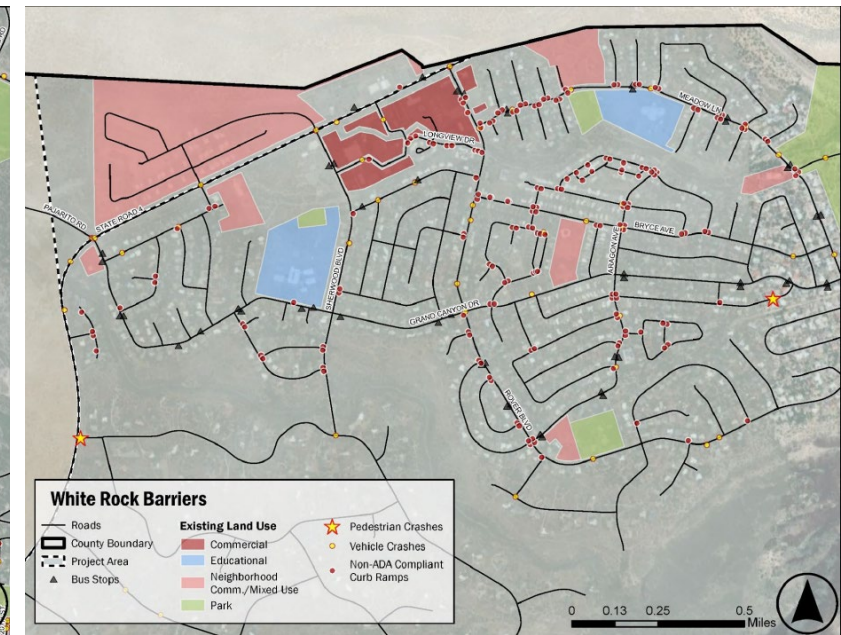 MEADOW LN
LONGVIEW DR
PAJARITO RD
STATE ROAD 4
BRYCE AVE
ARAGON AVE
SHERWOOD BLVD
GRAND CANYON DR
ROVER BLVD
White Rock Barriers
Roads
County Boundary
Project Area
Bus Stops
Existing Land Use
Commercial
Educational
Neighborhood
Comm./Mixed Use
Park
Pedestrian Crashes
Vehicle Crashes
Non-ADA Compliant
Curb Ramps
0 0.13 0.25 0.5
Miles